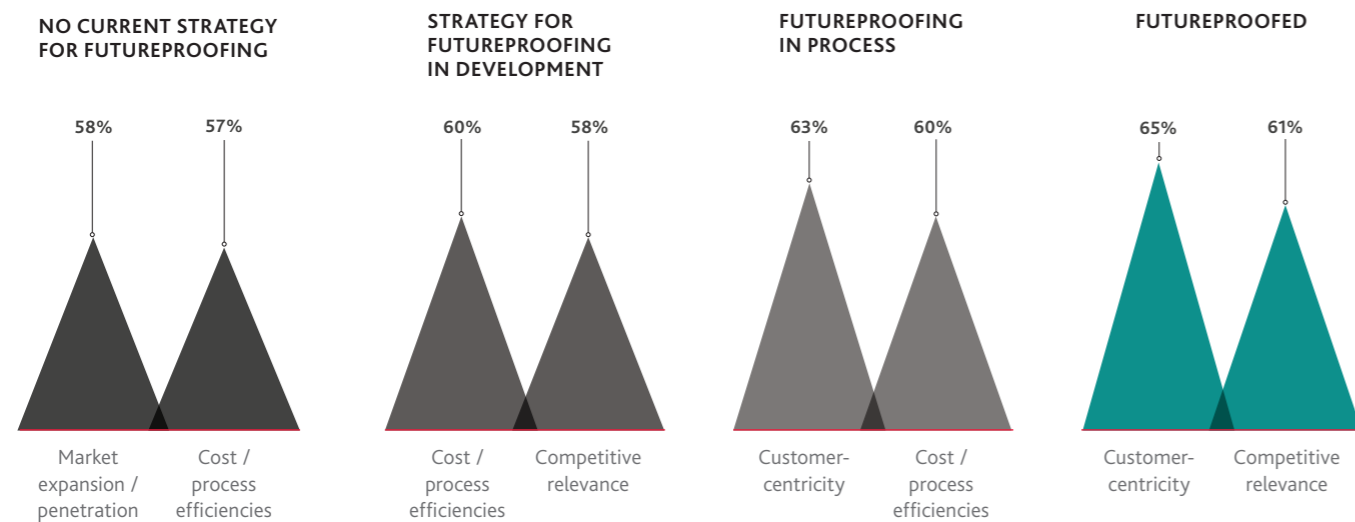 NO CURRENT STRATEGY
FOR FUTUREPROOFING
58%
57%
Market
expansion /
penetration
Cost /
process
efficiencies
STRATEGY FOR
FUTUREPROOFING
IN DEVELOPMENT
60%
58%
Cost /
process
efficiencies
Competitive
relevance
FUTUREPROOFING
IN PROCESS
63%
60%
Customer-
centricity
Cost /
process
efficiencies
FUTUREPROOFED
65%
61%
Customer-
centricity
Competitive
relevance